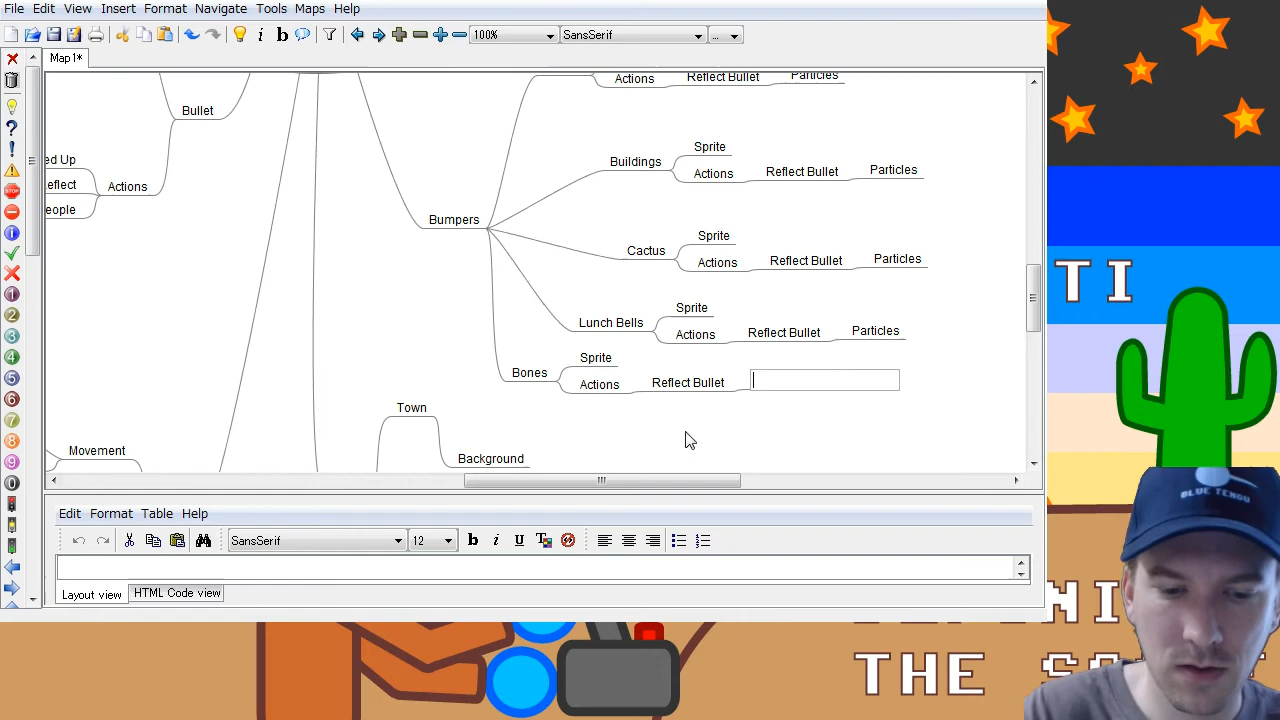 File Edit View Insert Format Navigate Tools Maps Help
100% SansSerif ...
Map1*
Actions Reflect Bullet Particles
Bullet
Buildings Sprite
Actions Reflect Bullet Particles
ed Up
eflect Actions
eople
Bumpers
Cactus Sprite
Actions Reflect Bullet Particles
TI
Lunch Bells Sprite
Actions Reflect Bullet Particles
Bones Sprite
Actions Reflect Bullet
Town
Movement
Background
BLUE TENGU
Edit Format Table Help
SansSerif 12
Layout view HTML Code view
THE